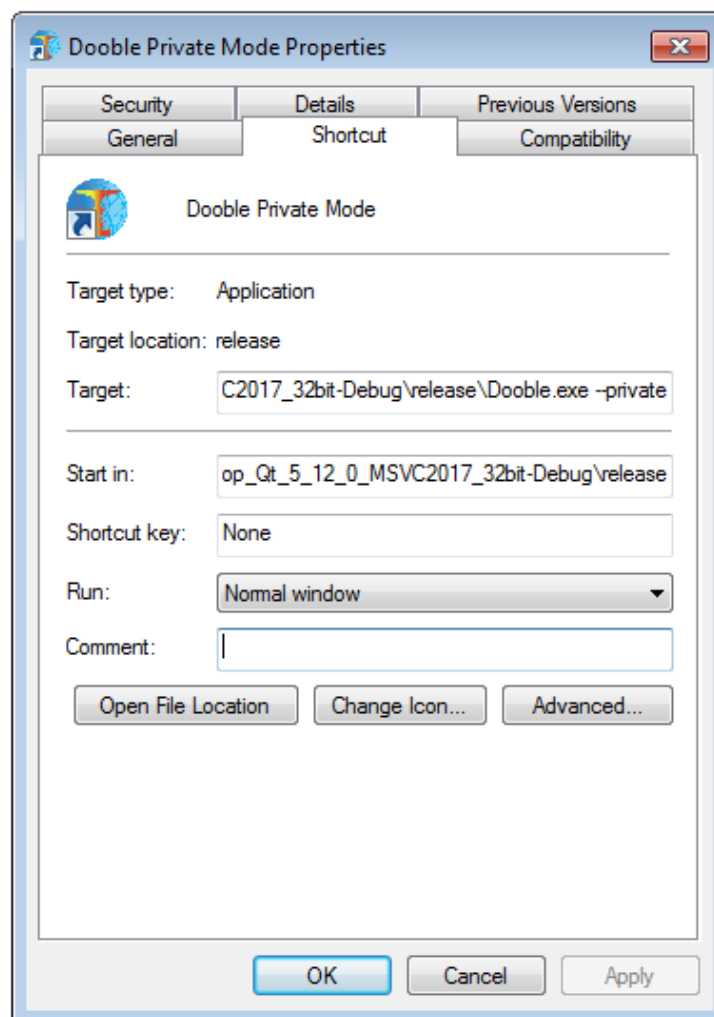 Dooble Private Mode Properties
Security Details Previous Versions
General Shortcut Compatibility
Dooble Private Mode
Target type: Application
Target location: release
Target: C2017_32bit-Debug\release\Dooble.exe --private
Start in: op_Qt_5_12_0_MSVC2017_32bit-Debug\release
Shortcut key: None
Run: Normal window
Comment:
Open File Location Change Icon... Advanced...
OK Cancel Apply